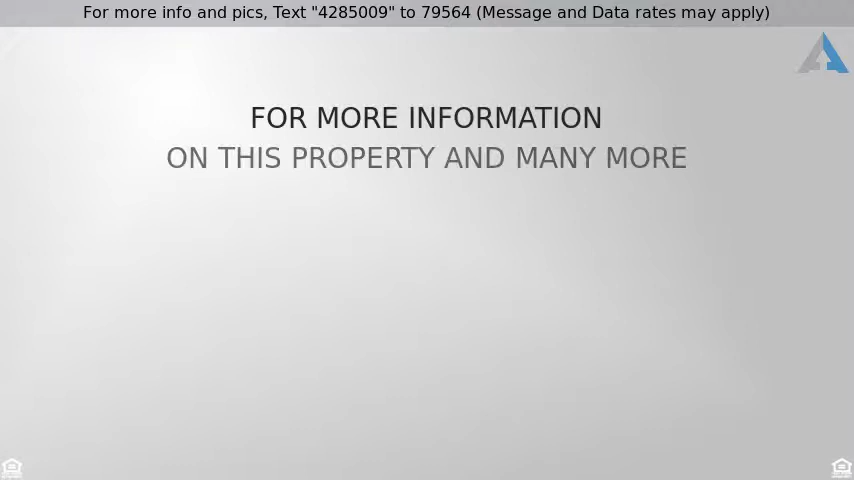 For more info and pics, Text "4285009" to 79564 (Message and Data rates may apply)
FOR MORE INFORMATION
ON THIS PROPERTY AND MANY MORE